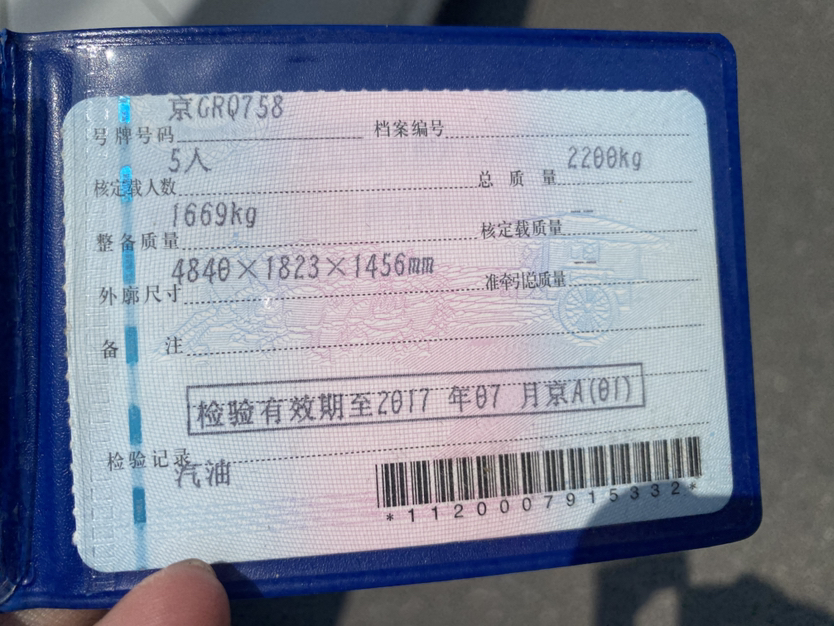 号牌号码 京GRQ758 档案编号
核定载人数 5人 总质量 2200kg
整备质量 1669kg 核定载质量 --
外廓尺寸 4840×1823×1456mm 准牵引总质量 --
备注
检验有效期至2017 年07 月京A(01)
检验记录
汽油
*1120007915332*